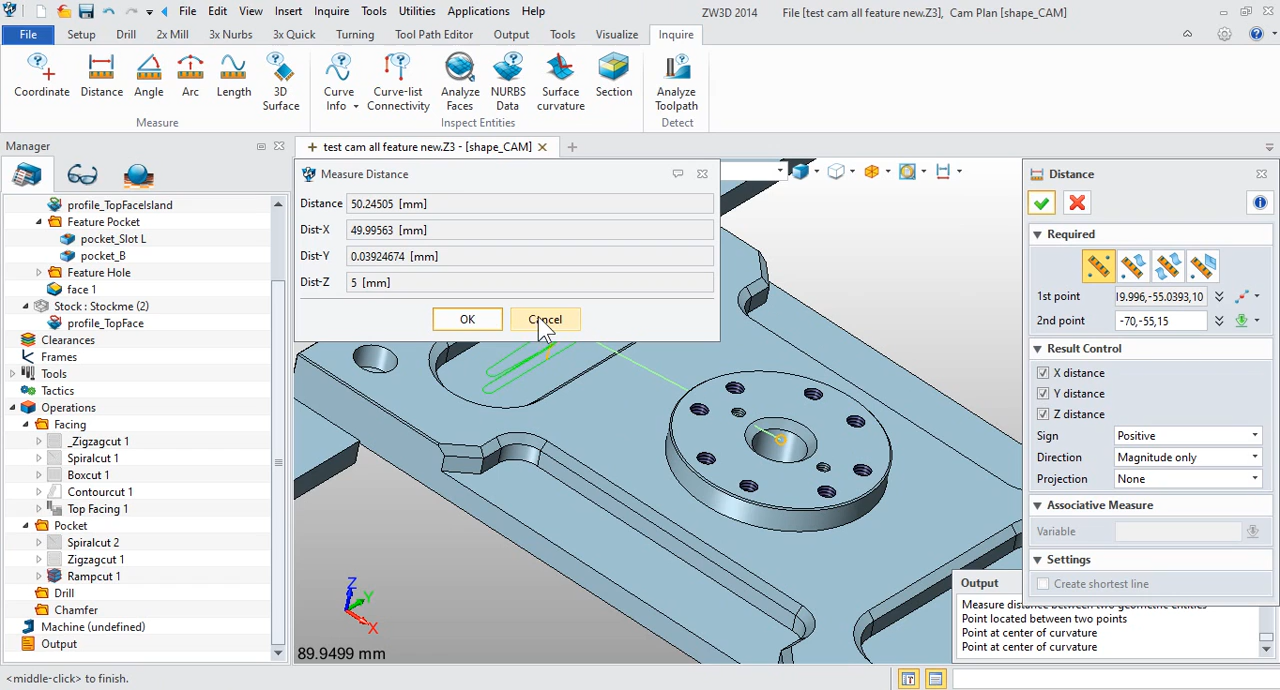 File Edit View Insert Inquire Tools Utilities Applications Help ZW3D 2014 File [test cam all feature new.Z3], Cam Plan [shape_CAM]
File Setup Drill 2x Mill 3x Nurbs 3x Quick Turning Tool Path Editor Output Tools Visualize Inquire
Coordinate Distance Angle Arc Length 3D Surface Curve Info Curve-list Connectivity Analyze Faces NURBS Data Surface curvature Section Analyze Toolpath
Measure Inspect Entities Detect
Manager
test cam all feature new.Z3 - [shape_CAM]
profile_TopFaceIsland
Feature Pocket
pocket_Slot L
pocket_B
Feature Hole
face 1
Stock : Stockme (2)
profile_TopFace
Clearances
Frames
Tools
Tactics
Operations
Facing
_Zigzagcut 1
Spiralcut 1
Boxcut 1
Contourcut 1
Top Facing 1
Pocket
Spiralcut 2
Zigzagcut 1
Rampcut 1
Drill
Chamfer
Machine (undefined)
Output
Measure Distance
Distance 50.24505 [mm]
Dist-X 49.99563 [mm]
Dist-Y 0.03924674 [mm]
Dist-Z 5 [mm]
OK Cancel
Z
Y
X
89.9499 mm
Distance
Required
1st point 19.996,-55.0393,10
2nd point -70,-55,15
Result Control
X distance
Y distance
Z distance
Sign Positive
Direction Magnitude only
Projection None
Associative Measure
Variable
Settings
Create shortest line
Output
Measure distance between two geometric entities
Point located between two points
Point at center of curvature
Point at center of curvature
<middle-click> to finish.